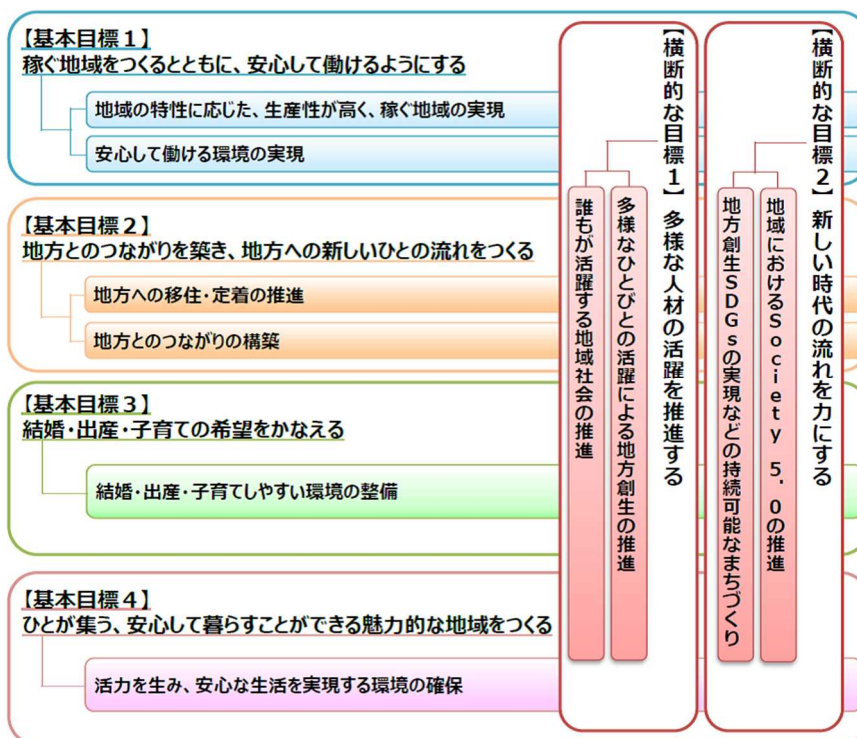 【基本目標１】
稼ぐ地域をつくるとともに、安心して働けるようにする
地域の特性に応じた、生産性が高く、稼ぐ地域の実現
安心して働ける環境の実現
【基本目標２】
地方とのつながりを築き、地方への新しいひとの流れをつくる
地方への移住・定着の推進
地方とのつながりの構築
【基本目標３】
結婚・出産・子育ての希望をかなえる
結婚・出産・子育てしやすい環境の整備
【基本目標４】
ひとが集う、安心して暮らすことができる魅力的な地域をつくる
活力を生み、安心な生活を実現する環境の確保
【横断的な目標１】多様な人材の活躍を推進する
多様なひとびとの活躍による地方創生の推進
誰もが活躍する地域社会の推進
【横断的な目標２】新しい時代の流れを力にする
地域におけるＳｏｃｉｅｔｙ ５．０の推進
地方創生ＳＤＧｓの実現などの持続可能なまちづくり